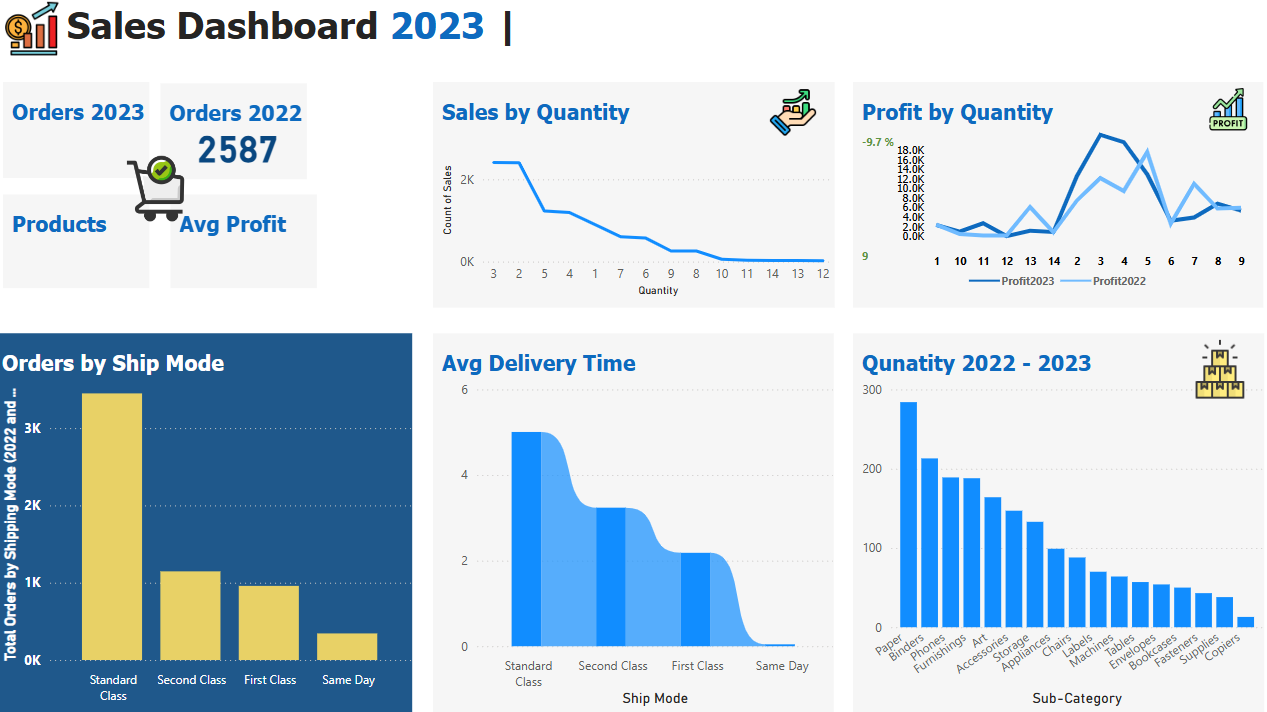 Sales Dashboard 2023 |
Orders 2023
Orders 2022
2587
Products
Avg Profit
Sales by Quantity
Count of Sales
2K
0K
3 2 5 4 1 7 6 9 8 10 11 14 13 12
Quantity
Profit by Quantity
PROFIT
-9.7 %
18.0K
16.0K
14.0K
12.0K
10.0K
8.0K
6.0K
4.0K
2.0K
0.0K
9
1 10 11 12 13 14 2 3 4 5 6 7 8 9
Profit2023 Profit2022
Orders by Ship Mode
Total Orders by Shipping Mode (2022 and ...
3K
2K
1K
0K
Standard Class
Second Class
First Class
Same Day
Avg Delivery Time
6
4
2
0
Standard Class
Second Class
First Class
Same Day
Ship Mode
Qunatity 2022 - 2023
300
200
100
0
Paper
Binders
Phones
Furnishings
Art
Accessories
Storage
Appliances
Chairs
Labels
Machines
Tables
Envelopes
Bookcases
Fasteners
Supplies
Copiers
Sub-Category